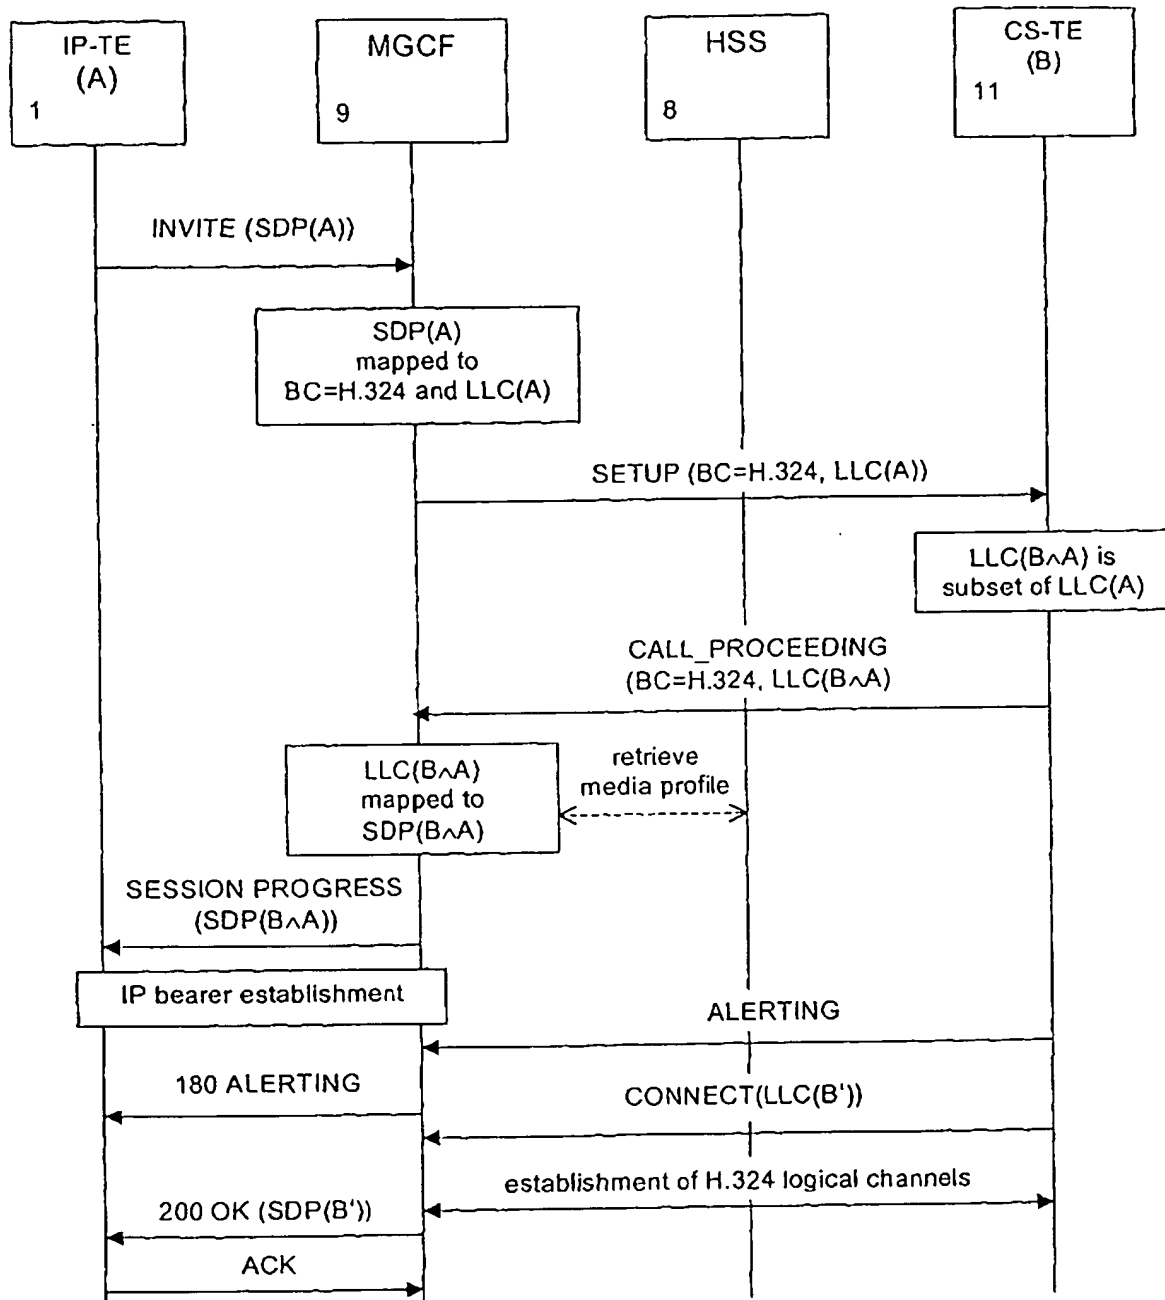 IP-TE
(A)
1
MGCF
9
HSS
8
CS-TE
(B)
11
INVITE (SDP(A))
SDP(A)
mapped to
BC=H.324 and LLC(A)
SETUP (BC=H.324, LLC(A))
LLC(B∧A) is
subset of LLC(A)
CALL_PROCEEDING
(BC=H.324, LLC(B∧A)
LLC(B∧A)
mapped to
SDP(B∧A)
retrieve
media profile
SESSION PROGRESS
(SDP(B∧A))
IP bearer establishment
ALERTING
180 ALERTING
CONNECT(LLC(B'))
establishment of H.324 logical channels
200 OK (SDP(B'))
ACK